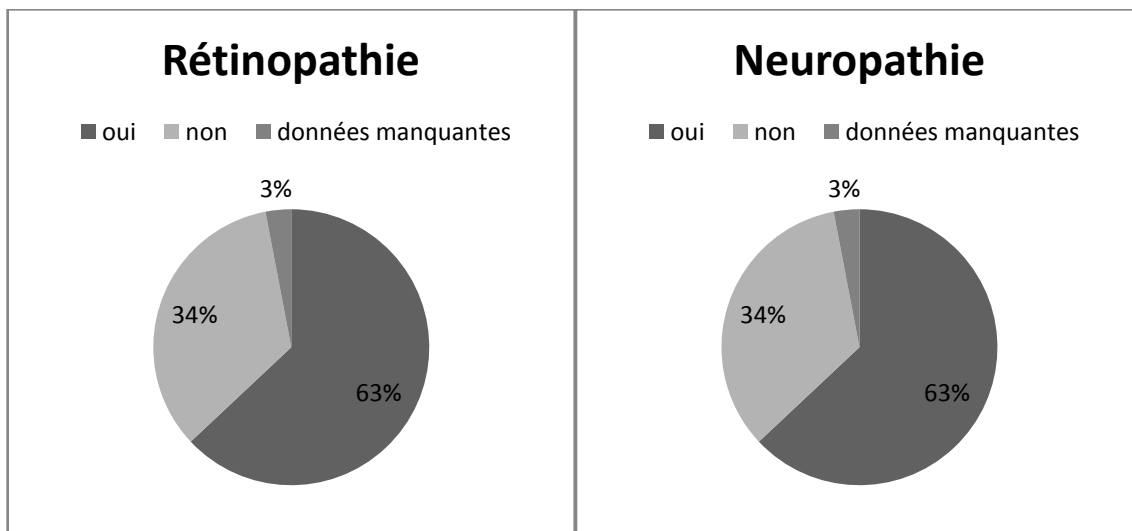 Rétinopathie
oui non données manquantes
3%
34%
63%
Neuropathie
oui non données manquantes
3%
34%
63%